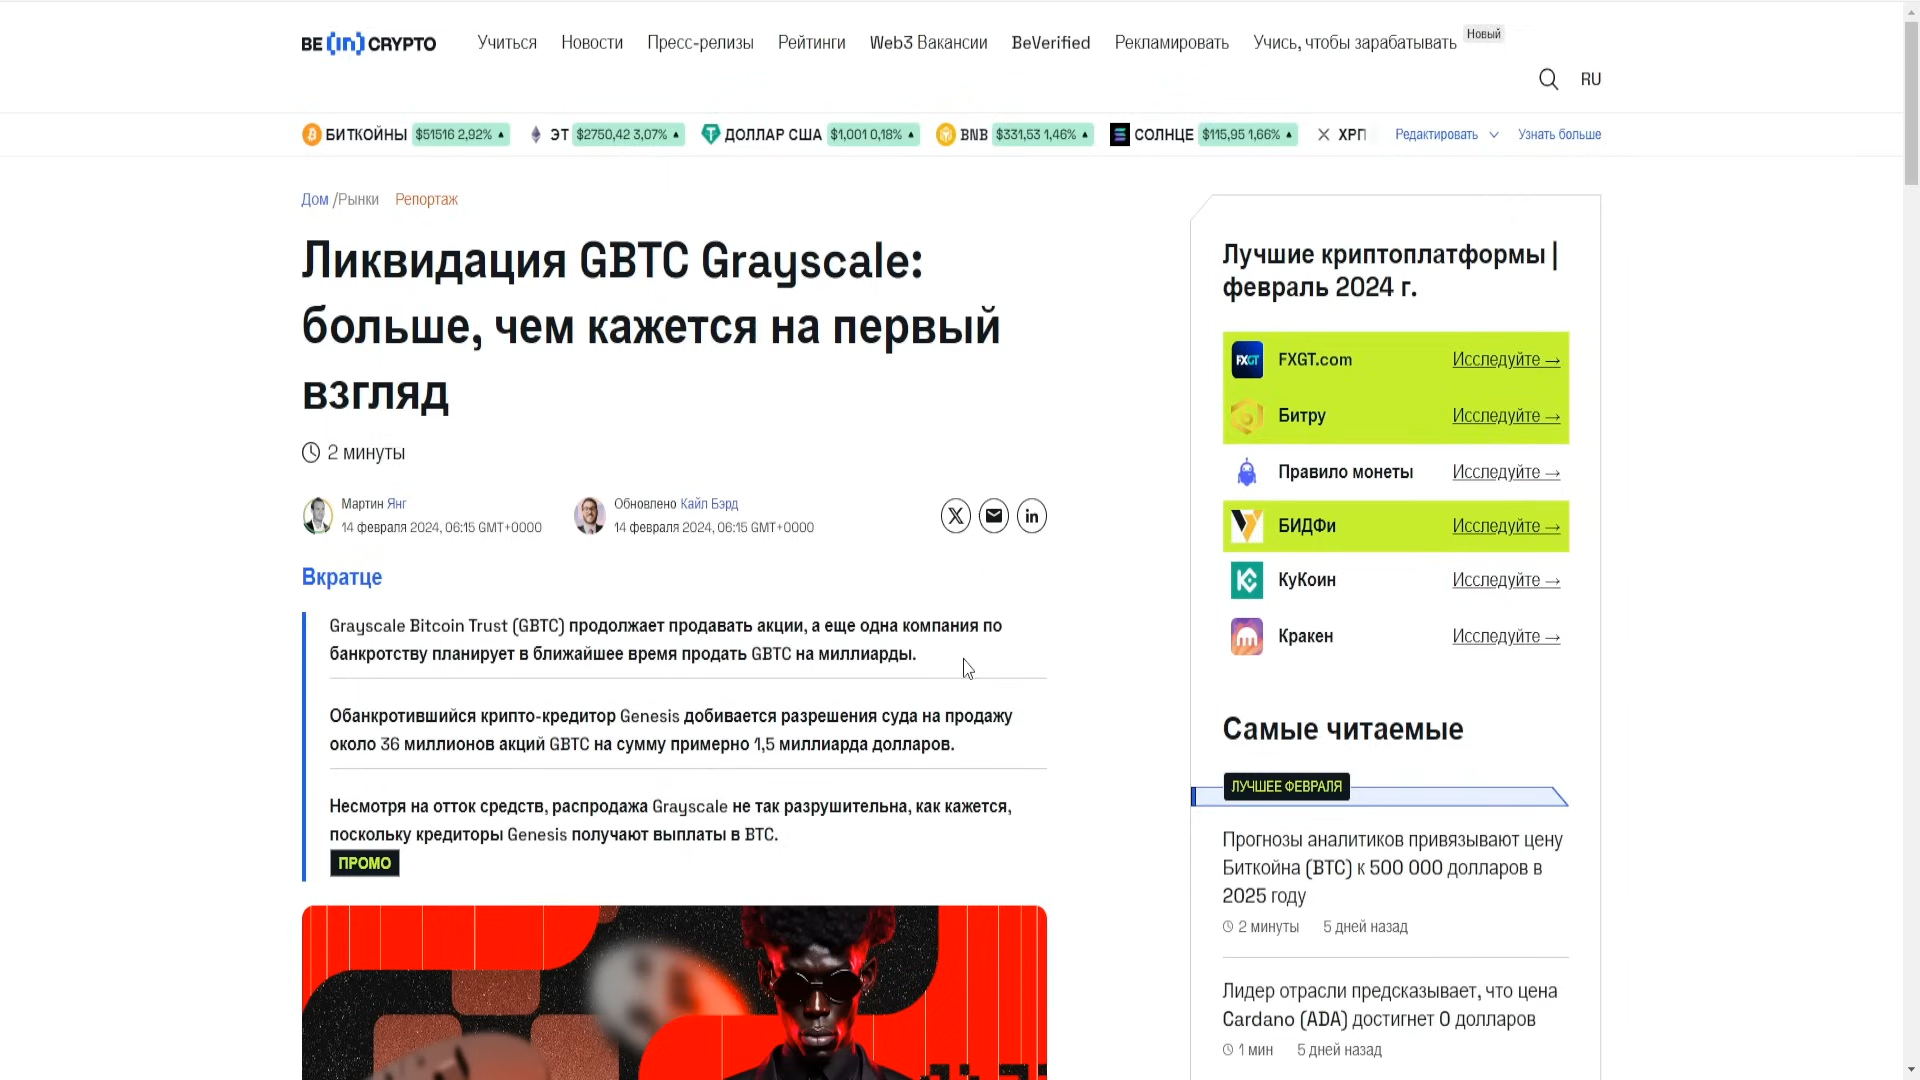 BE[in]CRYPTO
Учиться Новости Пресс-релизы Рейтинги Web3 Вакансии BeVerified Рекламировать Учись, чтобы зарабатывать Новый
RU
БИТКОЙНЫ $51516 2,92% ▲ ЭТ $2750,42 3,07% ▲ ДОЛЛАР США $1,001 0,18% ▲ BNB $331,53 1,46% ▲ СОЛНЦЕ $115,95 1,66% ▲ ХРП Редактировать Узнать больше
Дом /Рынки Репортаж
Ликвидация GBTC Grayscale:
больше, чем кажется на первый
взгляд
2 минуты
Мартин Янг
14 февраля 2024, 06:15 GMT+0000
Обновлено Кайл Бэрд
14 февраля 2024, 06:15 GMT+0000
Вкратце
Grayscale Bitcoin Trust (GBTC) продолжает продавать акции, а еще одна компания по
банкротству планирует в ближайшее время продать GBTC на миллиарды.
Обанкротившийся крипто-кредитор Genesis добивается разрешения суда на продажу
около 36 миллионов акций GBTC на сумму примерно 1,5 миллиарда долларов.
Несмотря на отток средств, распродажа Grayscale не так разрушительна, как кажется,
поскольку кредиторы Genesis получают выплаты в BTC.
ПРОМО
Лучшие криптоплатформы |
февраль 2024 г.
FXGT
FXGT.com Исследуйте →
Битру Исследуйте →
Правило монеты Исследуйте →
БИДФи Исследуйте →
КуКоин Исследуйте →
Кракен Исследуйте →
Самые читаемые
ЛУЧШЕЕ ФЕВРАЛЯ
Прогнозы аналитиков привязывают цену
Биткойна (BTC) к 500 000 долларов в
2025 году
2 минуты 5 дней назад
Лидер отрасли предсказывает, что цена
Cardano (ADA) достигнет 0 долларов
1 мин 5 дней назад